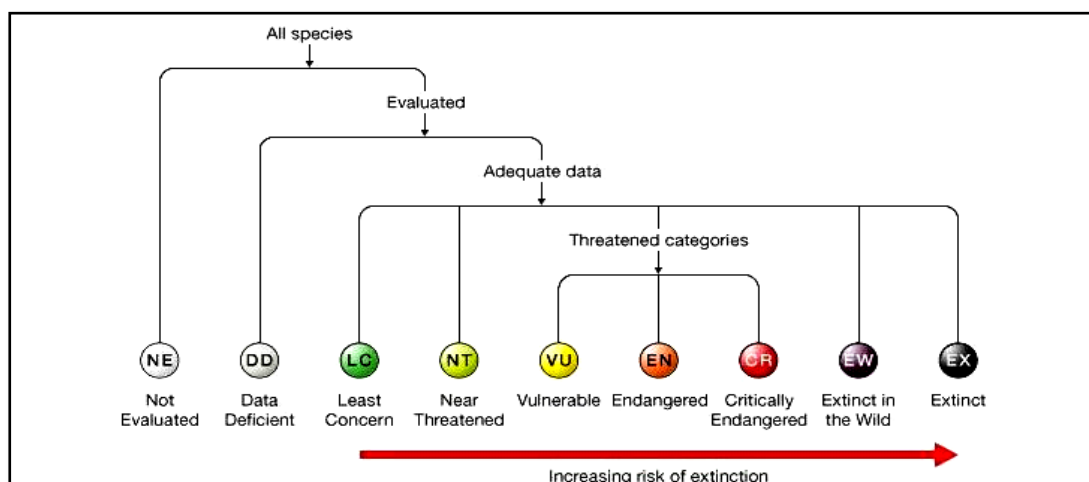 All species
Evaluated
Adequate data
Threatened categories
NE
DD
LC
NT
VU
EN
CR
EW
EX
Not
Evaluated
Data
Deficient
Least
Concern
Near
Threatened
Vulnerable
Endangered
Critically
Endangered
Extinct in
the Wild
Extinct
Increasing risk of extinction